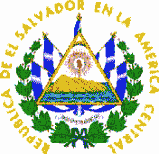 REPUBLICA DE EL SALVADOR EN LA AMERICA CENTRAL